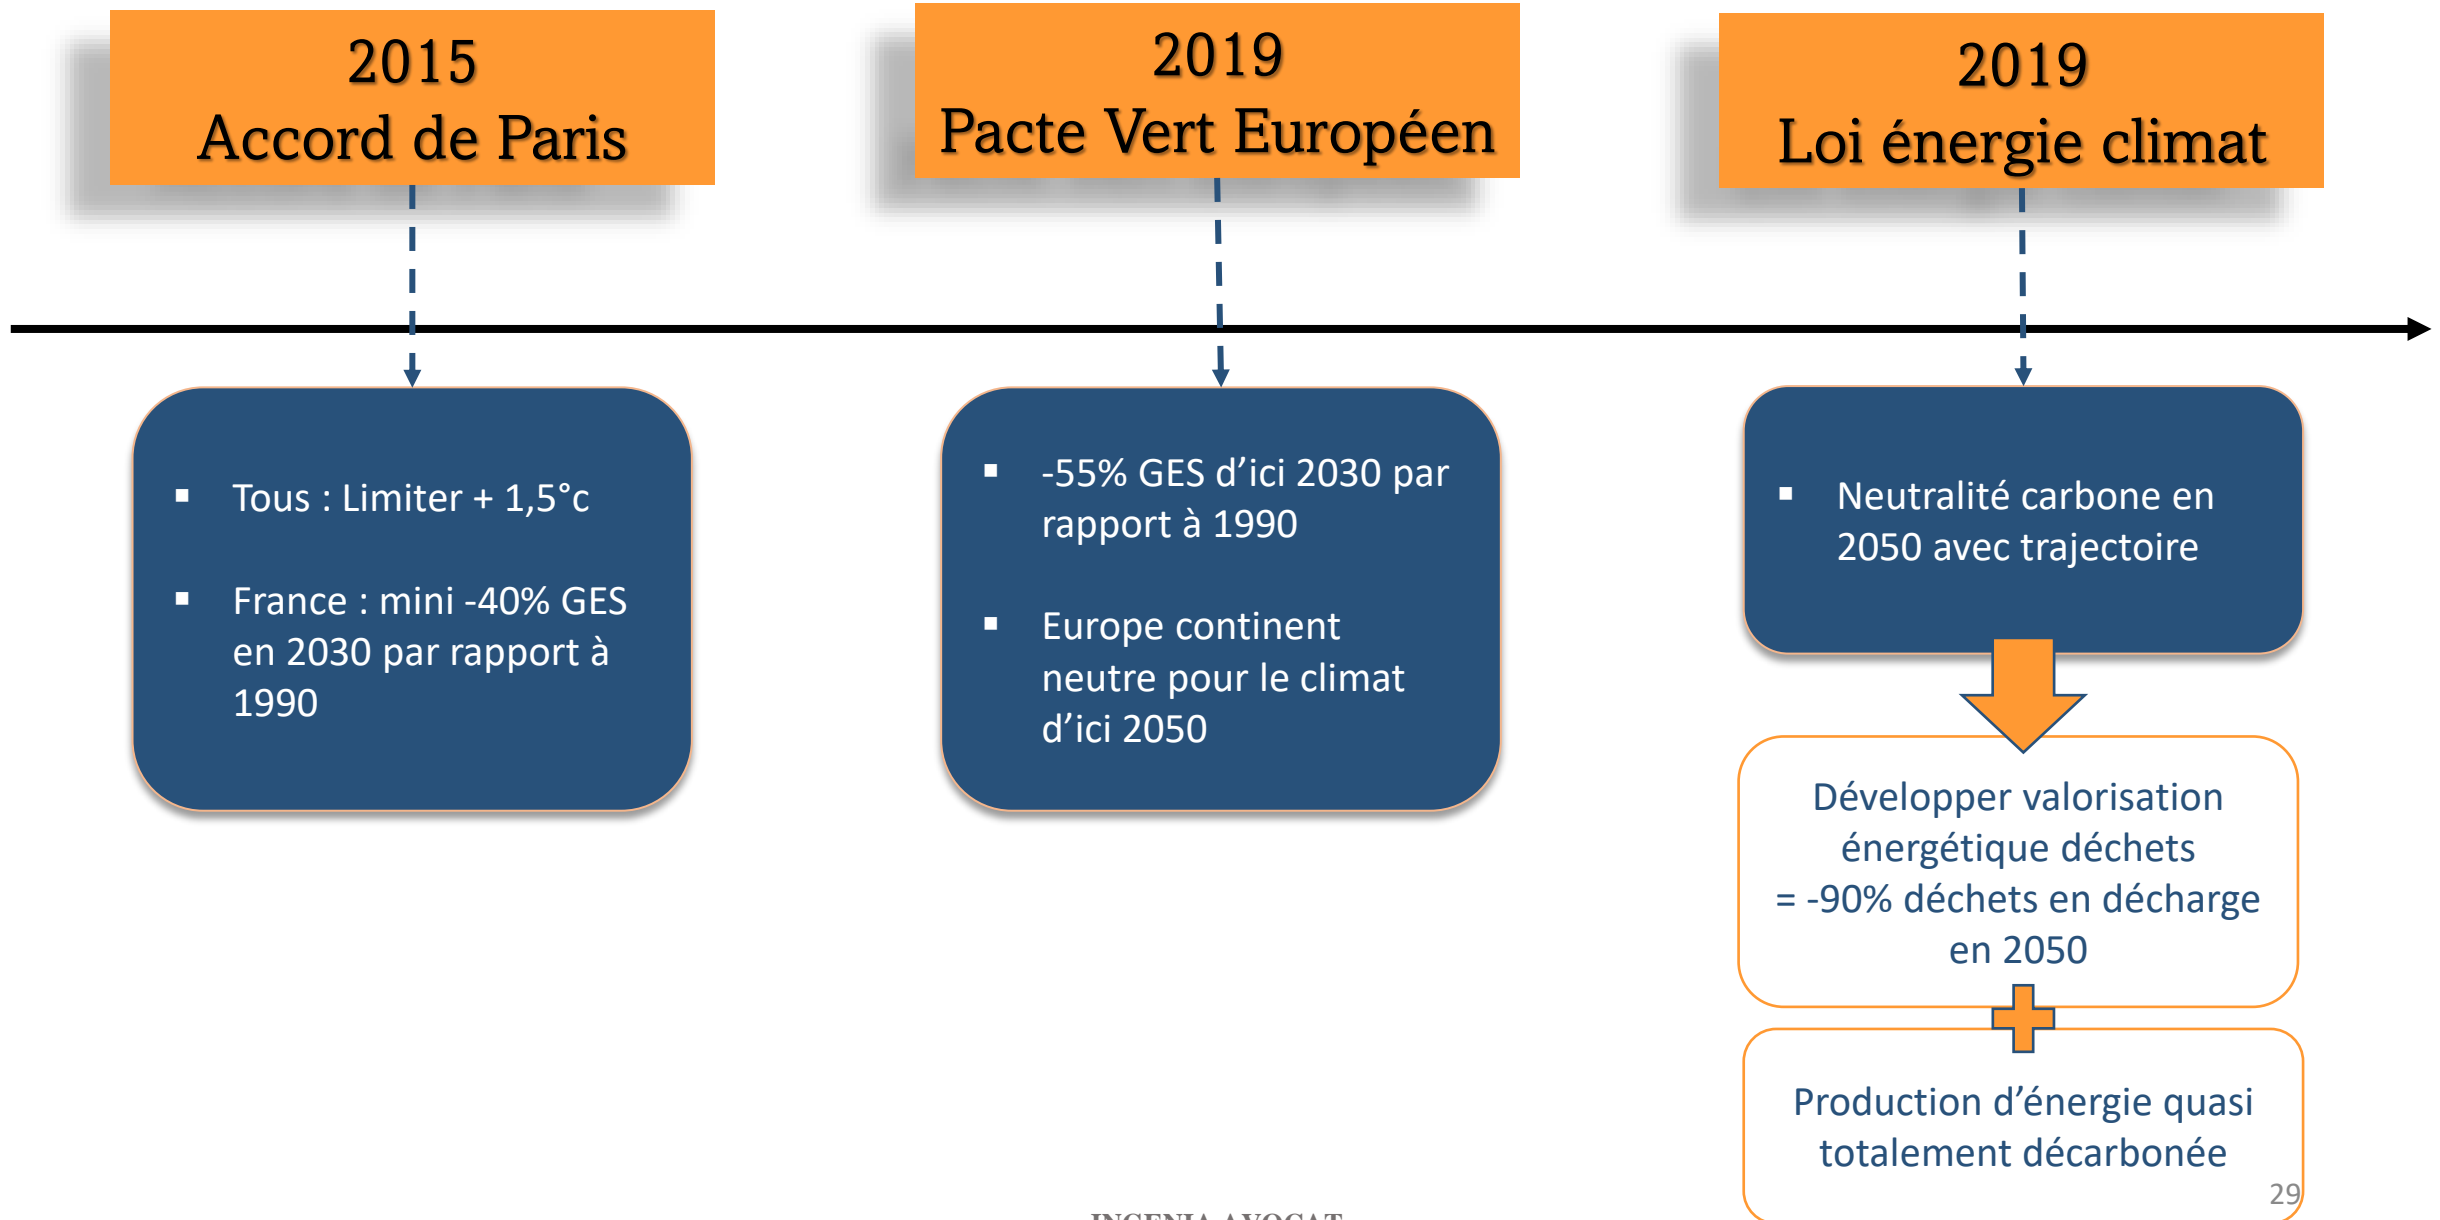 2015
Accord de Paris
2019
Pacte Vert Européen
2019
Loi énergie climat
▪ Tous : Limiter + 1,5°c
▪ France : mini -40% GES
en 2030 par rapport à
1990
▪ -55% GES d’ici 2030 par
rapport à 1990
▪ Europe continent
neutre pour le climat
d’ici 2050
▪ Neutralité carbone en
2050 avec trajectoire
Développer valorisation
énergétique déchets
= -90% déchets en décharge
en 2050
Production d’énergie quasi
totalement décarbonée
29
INGENIA AVOCAT